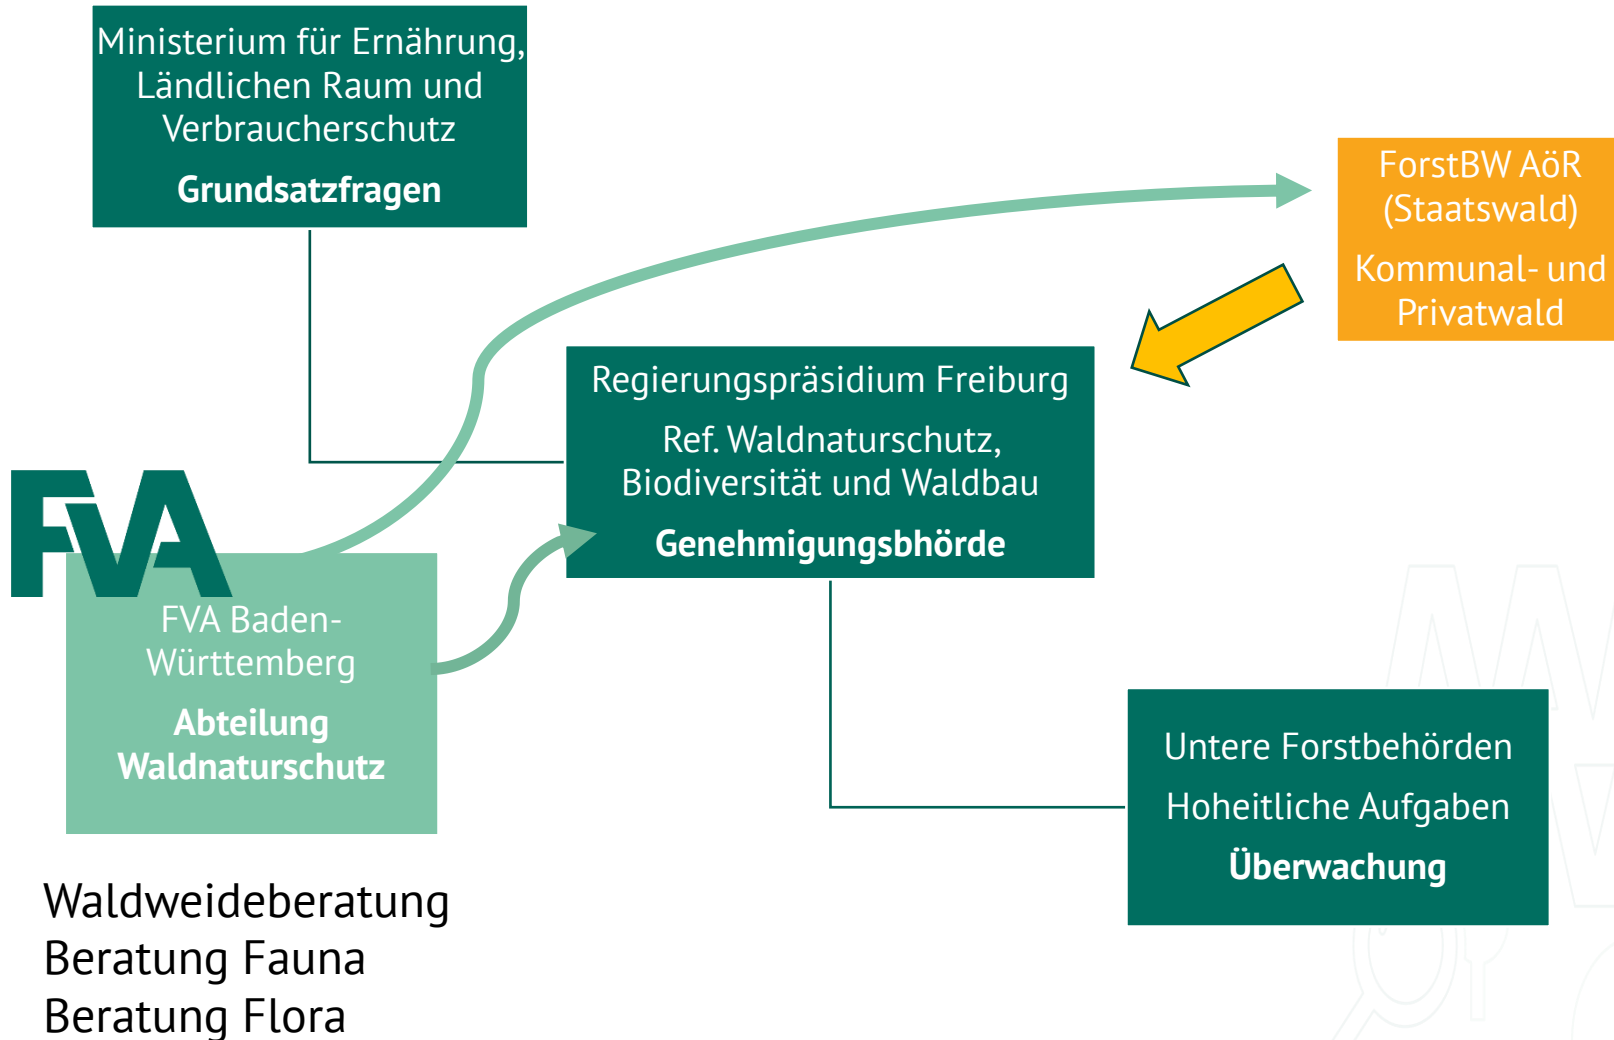 Ministerium für Ernährung,
Ländlichen Raum und
Verbraucherschutz
Grundsatzfragen
ForstBW AöR
(Staatswald)
Kommunal- und
Privatwald
Regierungspräsidium Freiburg
Ref. Waldnaturschutz,
Biodiversität und Waldbau
Genehmigungsbhörde
FVA
FVA Baden-
Württemberg
Abteilung
Waldnaturschutz
Untere Forstbehörden
Hoheitliche Aufgaben
Überwachung
Waldweideberatung
Beratung Fauna
Beratung Flora